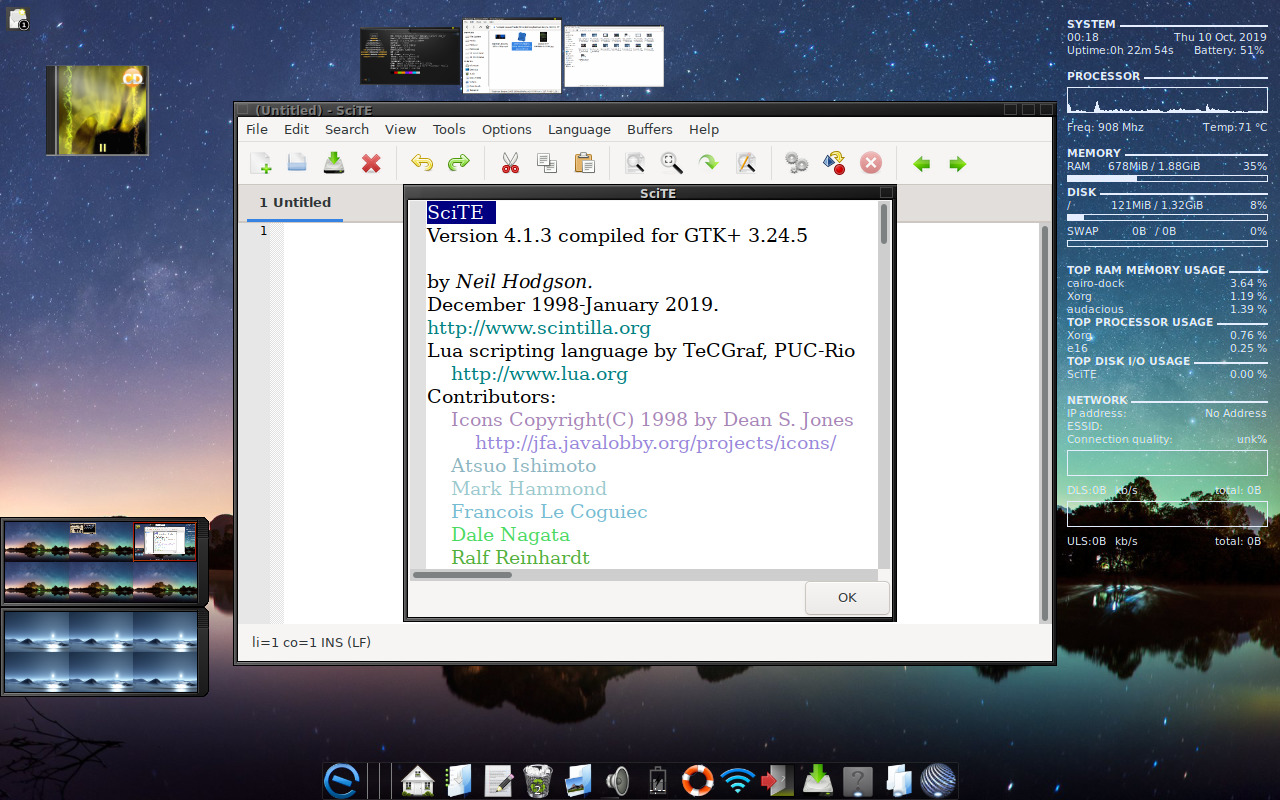 1
CD
(Untitled) - SciTE
File Edit Search View Tools Options Language Buffers Help
1 Untitled
1
SciTE
SciTE
Version 4.1.3 compiled for GTK+ 3.24.5
by Neil Hodgson.
December 1998-January 2019.
http://www.scintilla.org
Lua scripting language by TeCGraf, PUC-Rio
http://www.lua.org
Contributors:
Icons Copyright(C) 1998 by Dean S. Jones
http://jfa.javalobby.org/projects/icons/
Atsuo Ishimoto
Mark Hammond
Francois Le Coguiec
Dale Nagata
Ralf Reinhardt
OK
li=1 co=1 INS (LF)
SYSTEM
00:18 Thu 10 Oct, 2019
Uptime:0h 22m 54s Battery: 51%
PROCESSOR
Freq: 908 Mhz Temp:71 °C
MEMORY
RAM 678MiB / 1.88GiB 35%
DISK
/ 121MiB / 1.32GiB 8%
SWAP 0B / 0B 0%
TOP RAM MEMORY USAGE
cairo-dock 3.64 %
Xorg 1.19 %
audacious 1.39 %
TOP PROCESSOR USAGE
Xorg 0.76 %
e16 0.25 %
TOP DISK I/O USAGE
SciTE 0.00 %
NETWORK
IP address: No Address
ESSID:
Connection quality: unk%
DLS:0B kb/s total: 0B
ULS:0B kb/s total: 0B